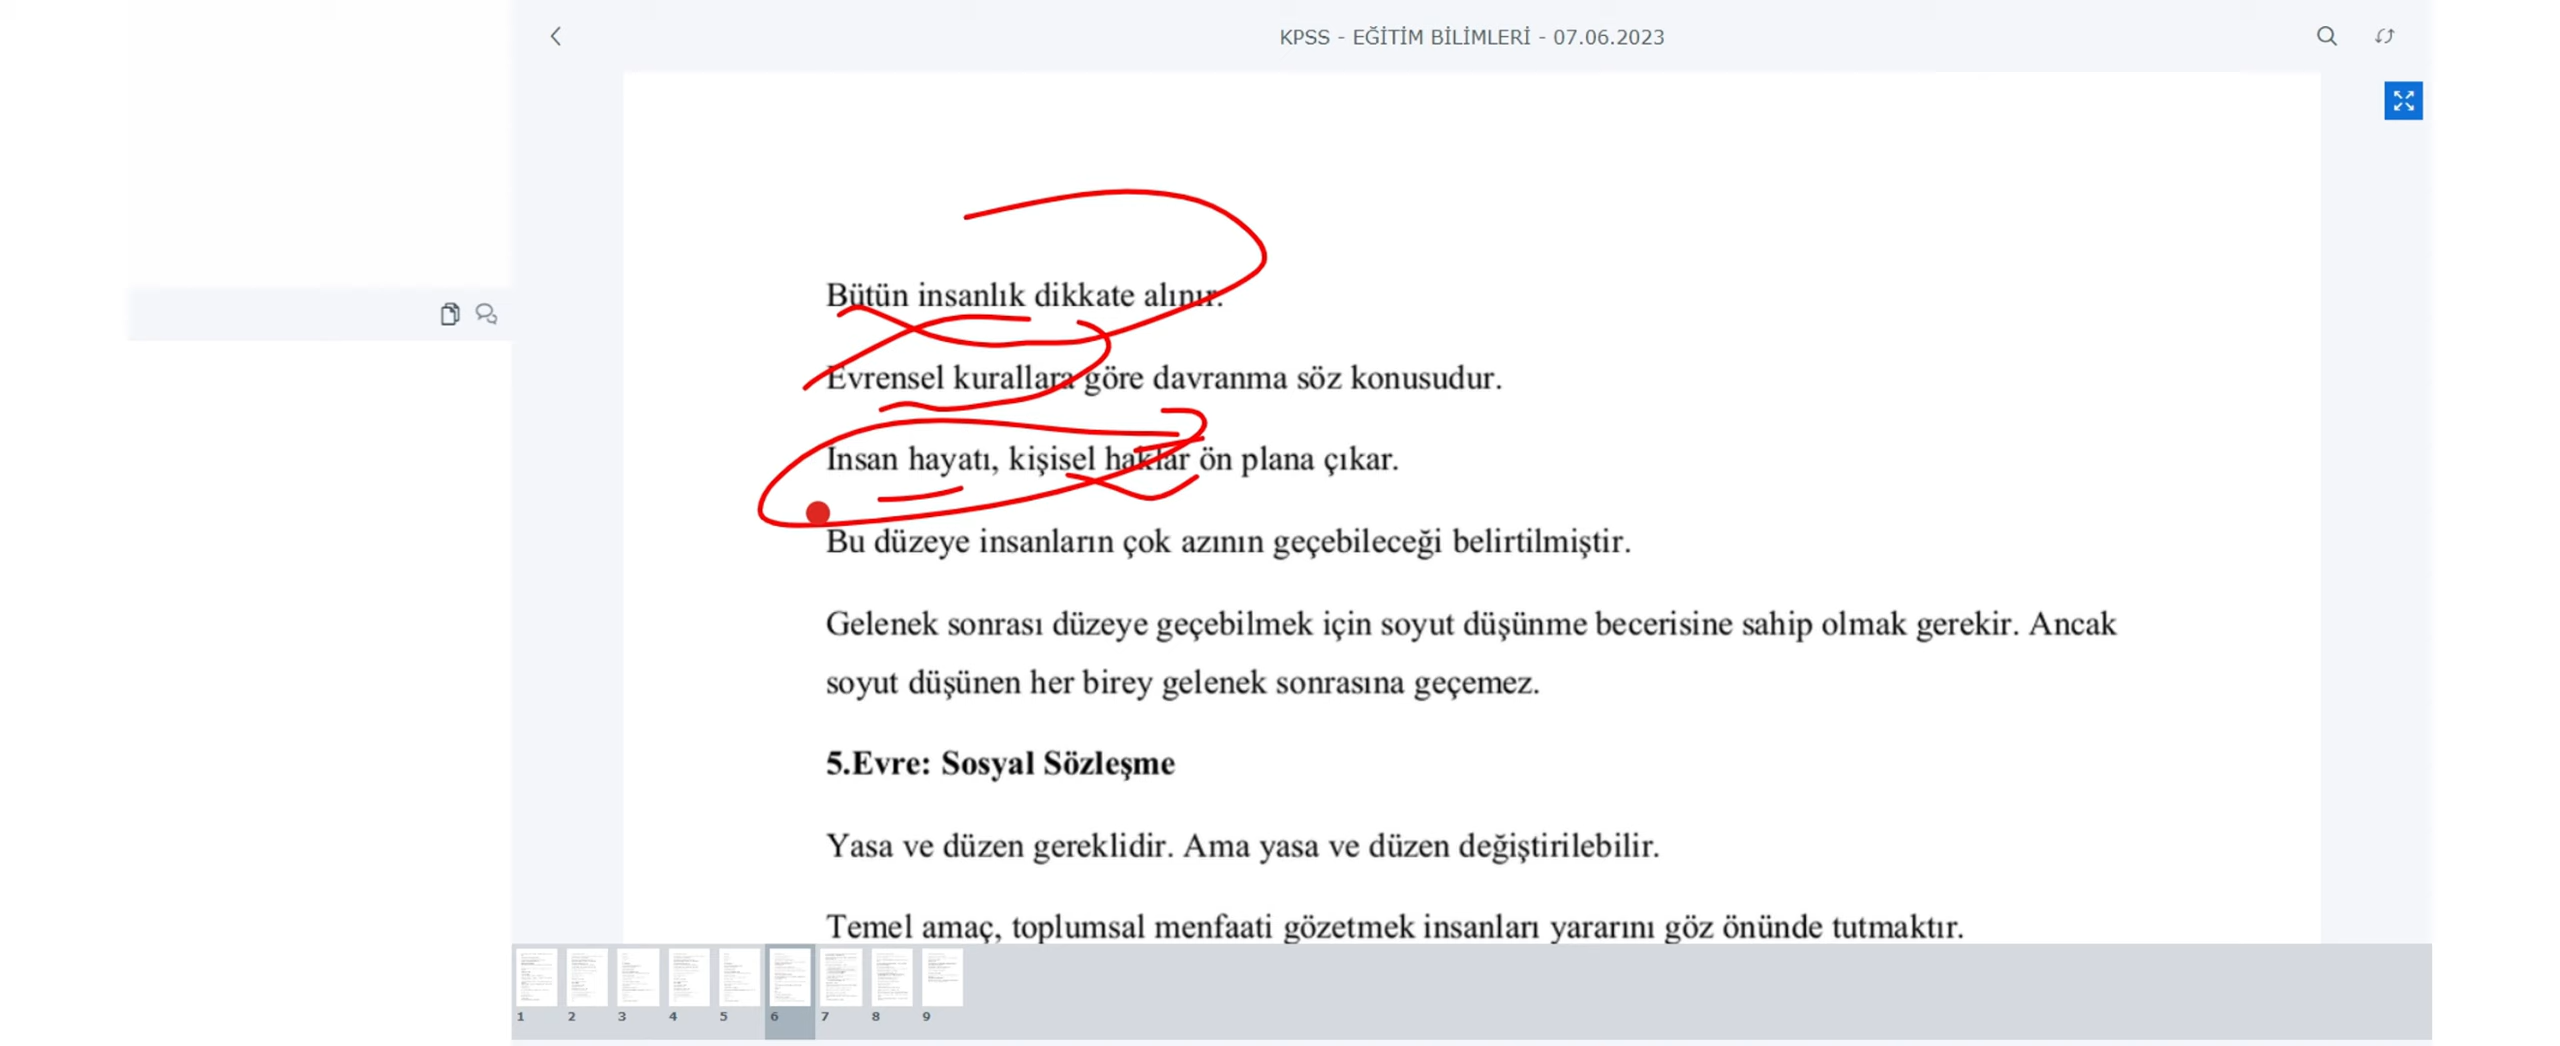 KPSS - EĞİTİM BİLİMLERİ - 07.06.2023
Bütün insanlık dikkate alınır.
Evrensel kurallara göre davranma söz konusudur.
Insan hayatı, kişisel haklar ön plana çıkar.
Bu düzeye insanların çok azının geçebileceği belirtilmiştir.
Gelenek sonrası düzeye geçebilmek için soyut düşünme becerisine sahip olmak gerekir. Ancak
soyut düşünen her birey gelenek sonrasına geçemez.
5.Evre: Sosyal Sözleşme
Yasa ve düzen gereklidir. Ama yasa ve düzen değiştirilebilir.
Temel amaç, toplumsal menfaati gözetmek insanları yararını göz önünde tutmaktır.
1 2 3 4 5 6 7 8 9